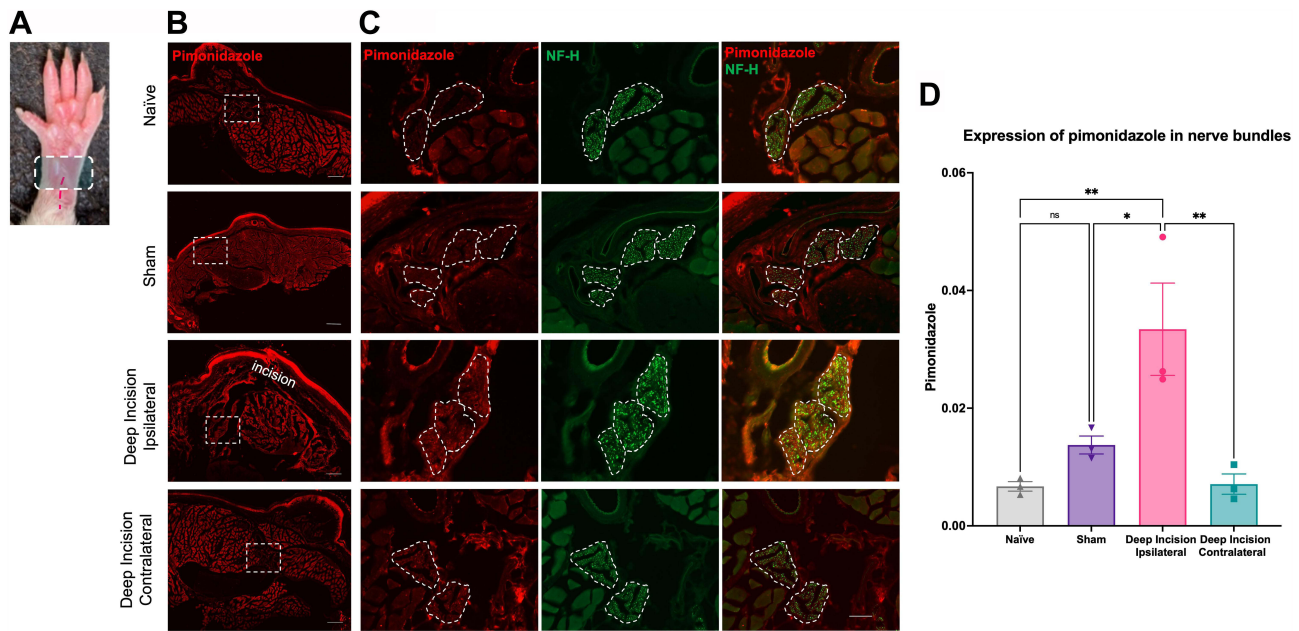 A
B
C
D
Pimonidazole
Pimonidazole
NF-H
Pimonidazole
NF-H
Naïve
Sham
incision
Deep Incision
Ipsilateral
Deep Incision
Contralateral
Expression of pimonidazole in nerve bundles
Pimonidazole
0.06
0.04
0.02
0.00
**
ns
*
**
Naïve
Sham
Deep Incision
Ipsilateral
Deep Incision
Contralateral